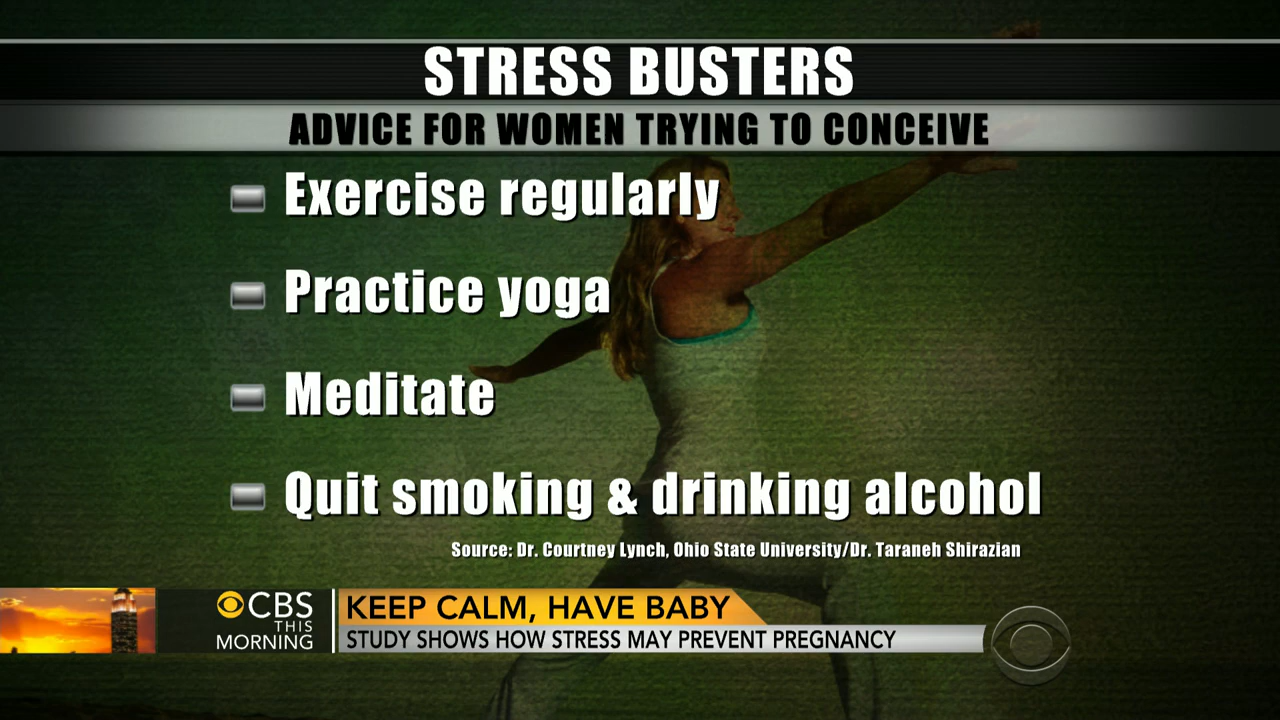 STRESS BUSTERS
ADVICE FOR WOMEN TRYING TO CONCEIVE
Exercise regularly
Practice yoga
Meditate
Quit smoking & drinking alcohol
Source: Dr. Courtney Lynch, Ohio State University/Dr. Taraneh Shirazian
CBS
THIS
MORNING
KEEP CALM, HAVE BABY
STUDY SHOWS HOW STRESS MAY PREVENT PREGNANCY